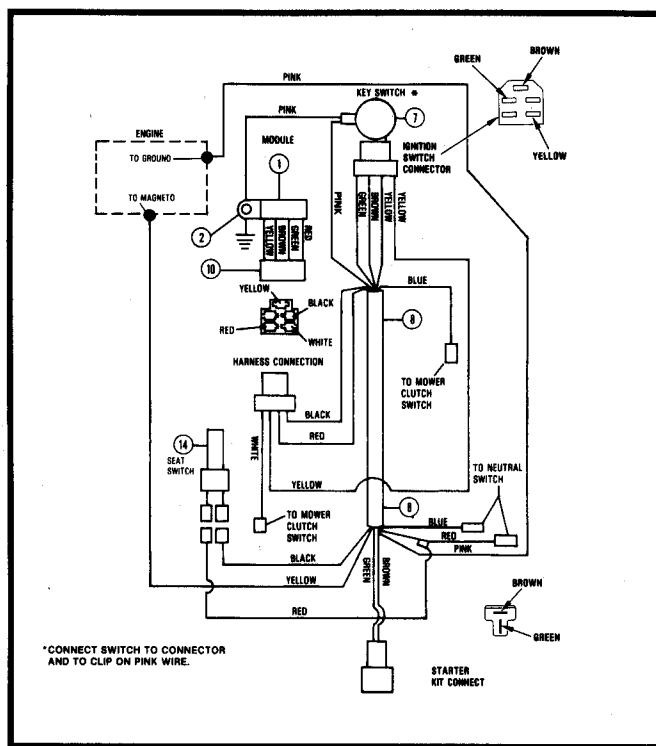 BROWN
GREEN
PINK
KEY SWITCH *
PINK
7
ENGINE
MODULE
IGNITION
SWITCH
CONNECTOR
YELLOW
TO GROUND
1
TO MAGNETO
PINK
GREEN
BROWN
YELLOW
YELLOW
2
YELLOW
BROWN
GREEN
RED
10
BLUE
YELLOW
BLACK
RED
WHITE
TO MOWER
CLUTCH
SWITCH
HARNESS CONNECTION
BLACK
14
SEAT
SWITCH
WHITE
RED
TO NEUTRAL
SWITCH
YELLOW
TO MOWER
CLUTCH
SWITCH
BLUE
RED
BLACK
PINK
YELLOW
GREEN
BROWN
RED
BROWN
GREEN
*CONNECT SWITCH TO CONNECTOR
AND TO CLIP ON PINK WIRE.
STARTER
KIT CONNECT